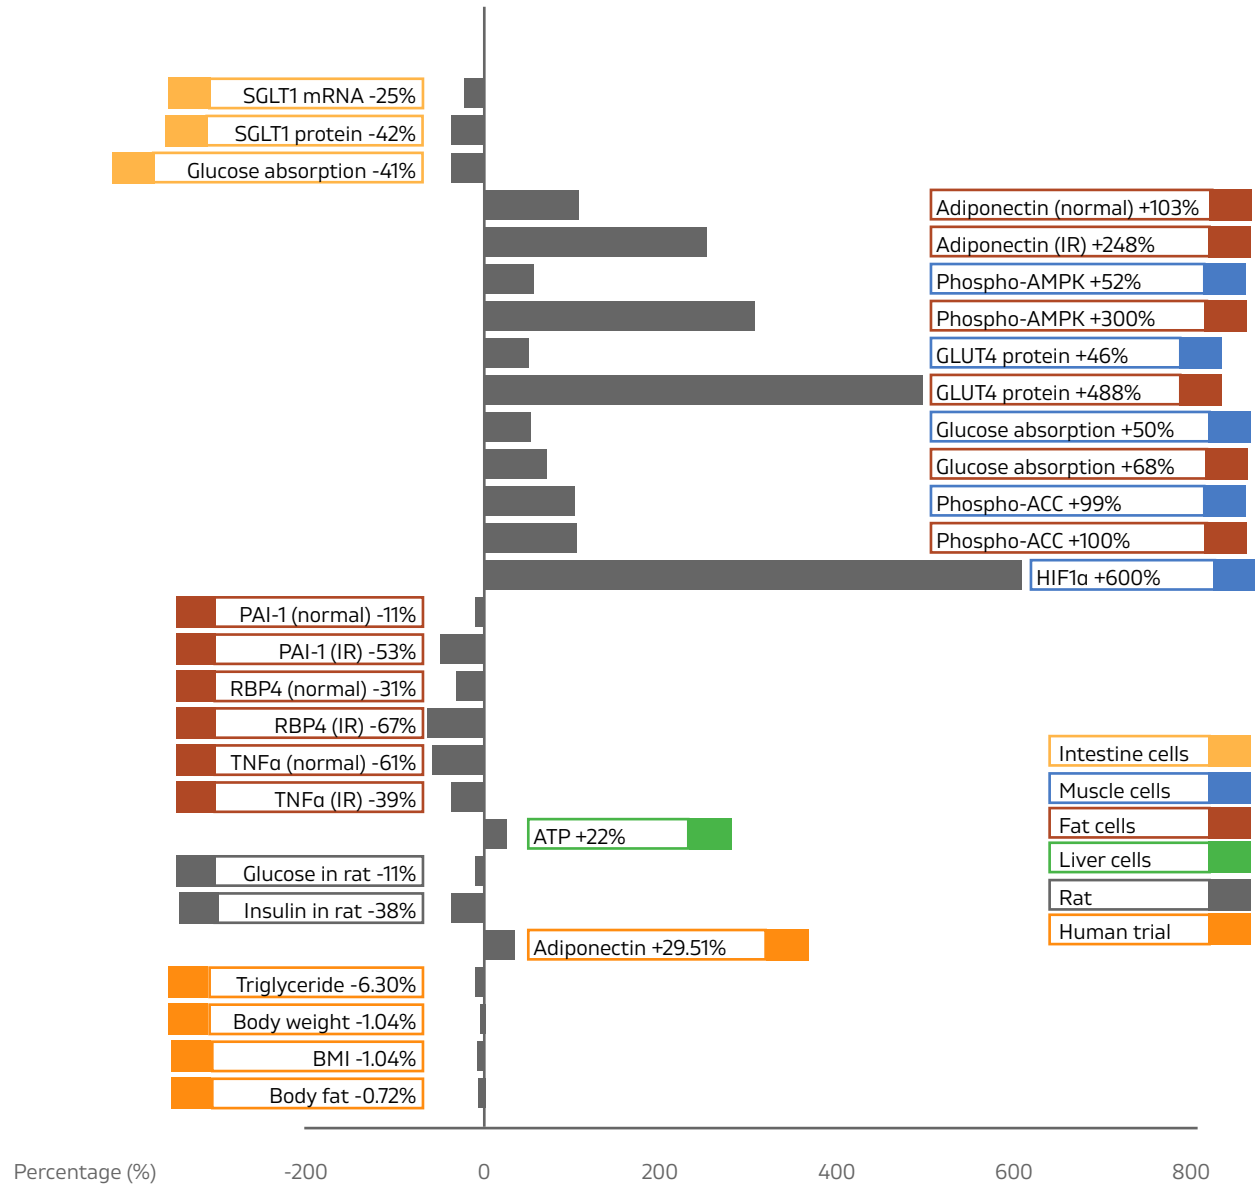 SGLT1 mRNA -25%
SGLT1 protein -42%
Glucose absorption -41%
Adiponectin (normal) +103%
Adiponectin (IR) +248%
Phospho-AMPK +52%
Phospho-AMPK +300%
GLUT4 protein +46%
GLUT4 protein +488%
Glucose absorption +50%
Glucose absorption +68%
Phospho-ACC +99%
Phospho-ACC +100%
HIF1α +600%
PAI-1 (normal) -11%
PAI-1 (IR) -53%
RBP4 (normal) -31%
RBP4 (IR) -67%
TNFα (normal) -61%
TNFα (IR) -39%
ATP +22%
Glucose in rat -11%
Insulin in rat -38%
Adiponectin +29.51%
Triglyceride -6.30%
Body weight -1.04%
BMI -1.04%
Body fat -0.72%
Intestine cells
Muscle cells
Fat cells
Liver cells
Rat
Human trial
Percentage (%) -200 0 200 400 600 800